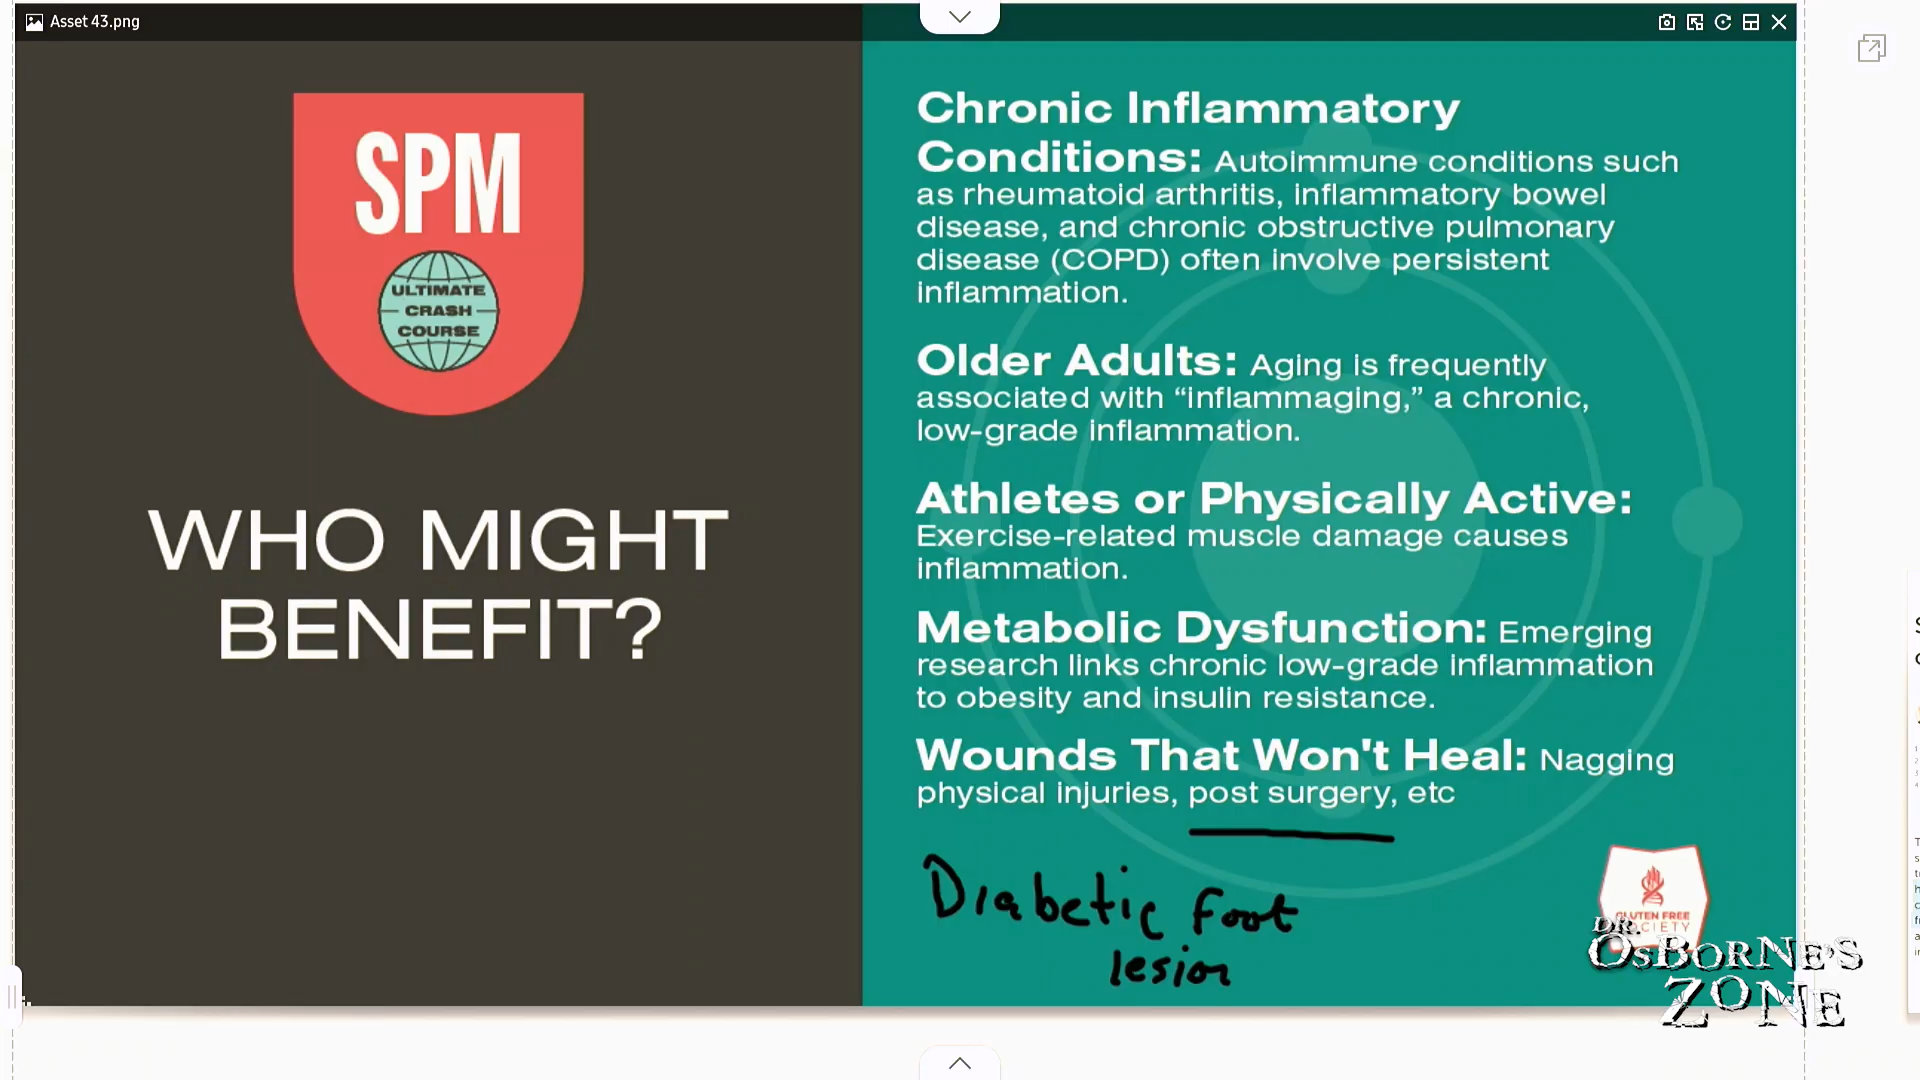 Asset 43.png
SPM
ULTIMATE
CRASH
COURSE
WHO MIGHT
BENEFIT?
Chronic Inflammatory
Conditions: Autoimmune conditions such
as rheumatoid arthritis, inflammatory bowel
disease, and chronic obstructive pulmonary
disease (COPD) often involve persistent
inflammation.
Older Adults: Aging is frequently
associated with “inflammaging,” a chronic,
low-grade inflammation.
Athletes or Physically Active:
Exercise-related muscle damage causes
inflammation.
Metabolic Dysfunction: Emerging
research links chronic low-grade inflammation
to obesity and insulin resistance.
Wounds That Won't Heal: Nagging
physical injuries, post surgery, etc
Diabetic foot
lesion
GLUTEN FREE
DR.
OSBORNE'S
ZONE